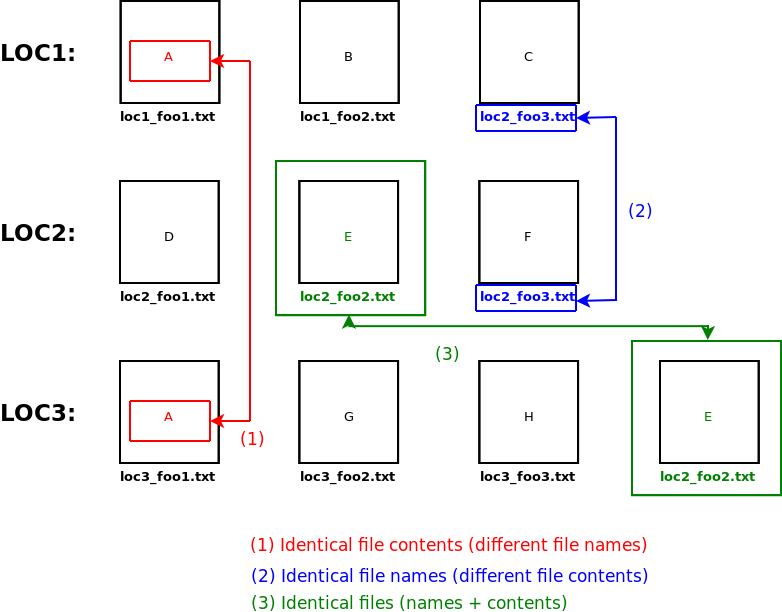 LOC1:
A
B
C
loc1_foo1.txt
loc1_foo2.txt
loc2_foo3.txt
(2)
LOC2:
D
E
F
loc2_foo1.txt
loc2_foo2.txt
loc2_foo3.txt
(3)
LOC3:
A
G
H
E
(1)
loc3_foo1.txt
loc3_foo2.txt
loc3_foo3.txt
loc2_foo2.txt
(1) Identical file contents (different file names)
(2) Identical file names (different file contents)
(3) Identical files (names + contents)